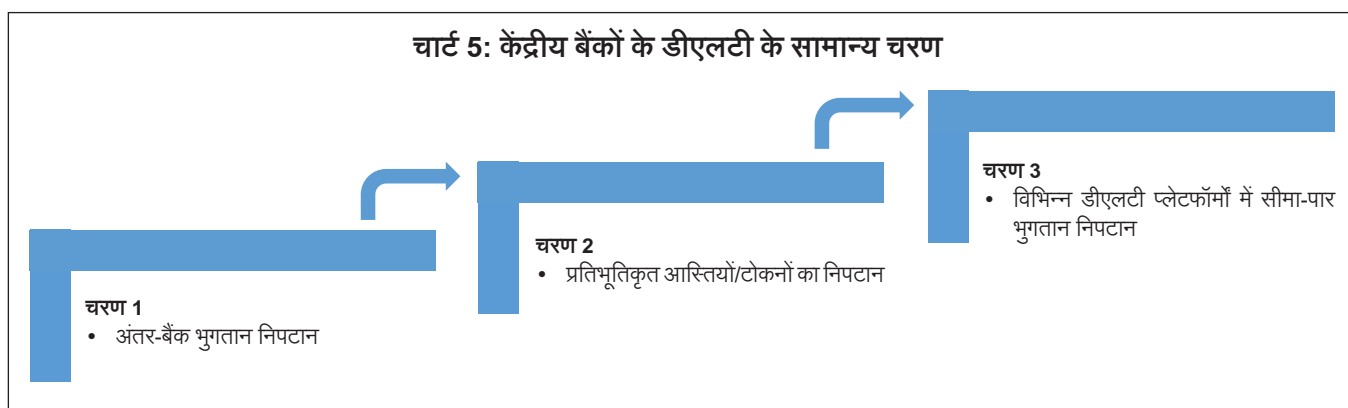 चार्ट 5: केंद्रीय बैंकों के डीएलटी के सामान्य चरण
चरण 1
• अंतर-बैंक भुगतान निपटान
चरण 2
• प्रतिभूतिकृत आस्तियों/टोकनों का निपटान
चरण 3
• विभिन्न डीएलटी प्लेटफॉर्मों में सीमा-पार
भुगतान निपटान